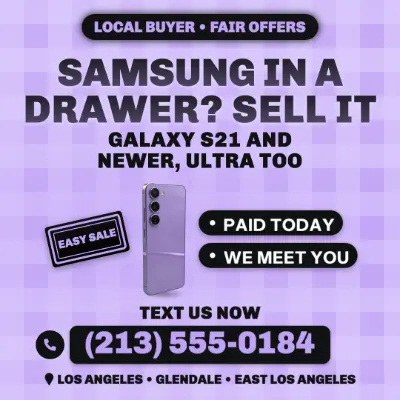 LOCAL BUYER • FAIR OFFERS
SAMSUNG IN A
DRAWER? SELL IT
GALAXY S21 AND
NEWER, ULTRA TOO
EASY SALE
• PAID TODAY
• WE MEET YOU
TEXT US NOW
(213) 555-0184
LOS ANGELES • GLENDALE • EAST LOS ANGELES